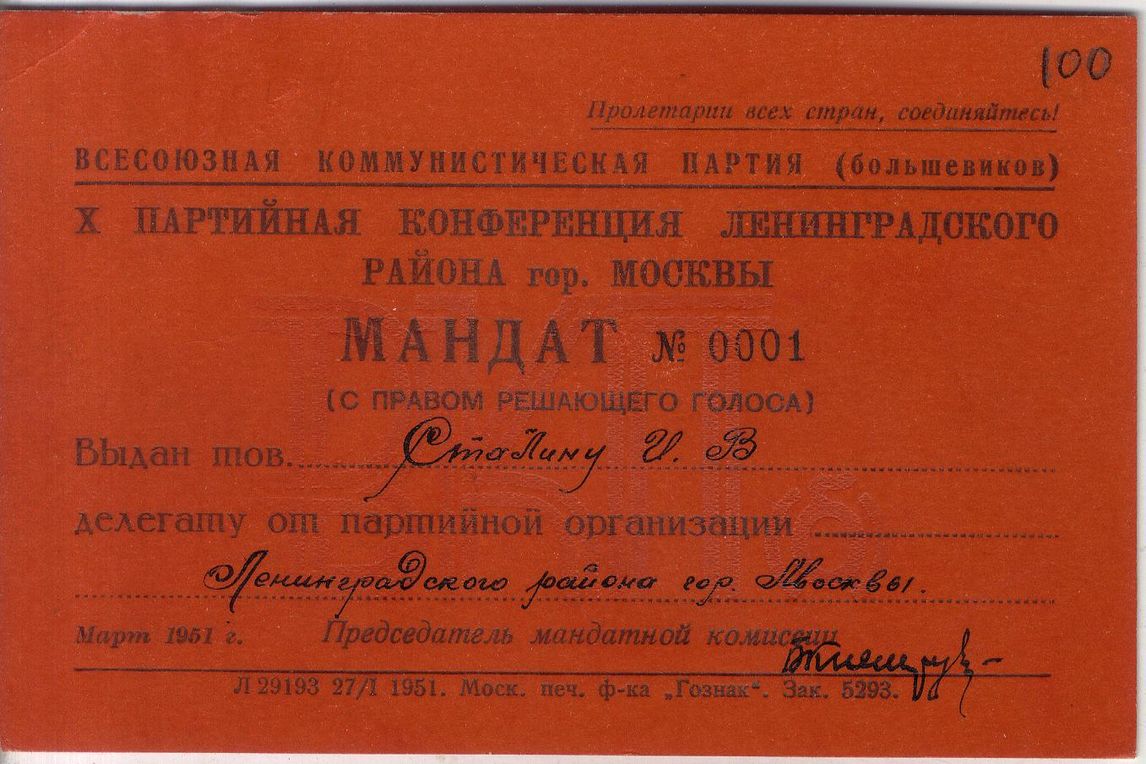 100
Пролетарии всех стран, соединяйтесь!
ВСЕСОЮЗНАЯ КОММУНИСТИЧЕСКАЯ ПАРТИЯ (большевиков)
X ПАРТИЙНАЯ КОНФЕРЕНЦИЯ ЛЕНИНГРАДСКОГО
РАЙОНА гор. МОСКВЫ
МАНДАТ № 0001
(С ПРАВОМ РЕШАЮЩЕГО ГОЛОСА)
Выдан тов. Сталину И. В
делегату от партийной организации
Ленинградского района гор. Москвы.
Март 1951 г. Председатель мандатной комиссии
Л 29193 27/I 1951. Моск. печ. ф-ка „Гознак“. Зак. 5293.